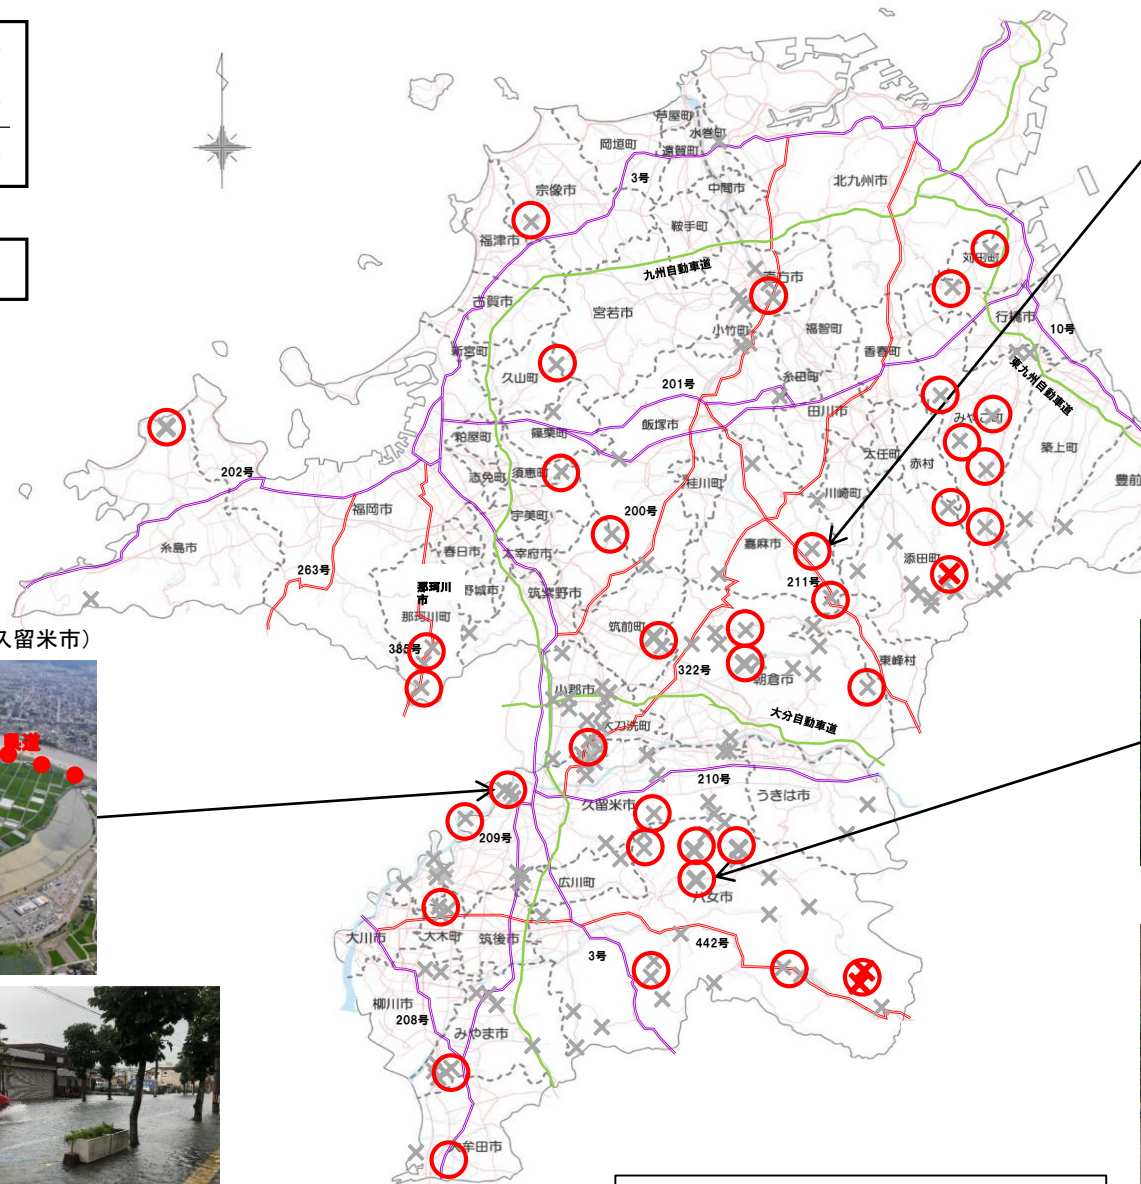 芦屋町
水巻町
岡垣町
遠賀町
3号
中間市
北九州市
宗像市
鞍手町
福津市
九州自動車道
直方市
苅田町
古賀市
宮若市
行橋市
10号
小竹町
福智町
新宮町
香春町
久山町
東九州自動車道
201号
糸田町
田川市
みやこ町
粕屋町
篠栗町
飯塚市
築上町
202号
志免町
須恵町
桂川町
大任町
赤村
豊前
福岡市
宇美町
200号
川崎町
糸島市
春日市
太宰府市
嘉麻市
添田町
263号
211号
那珂川
市
野城市
筑紫野市
那珂川町
筑前町
久留米市)
385号
322号
東峰村
朝倉市
小郡市
大刀洗町
大分自動車道
県道
210号
うきは市
久留米市
209号
広川町
八女市
大川市
大木町
筑後市
442号
3号
柳川市
208号
みやま市
牟田市